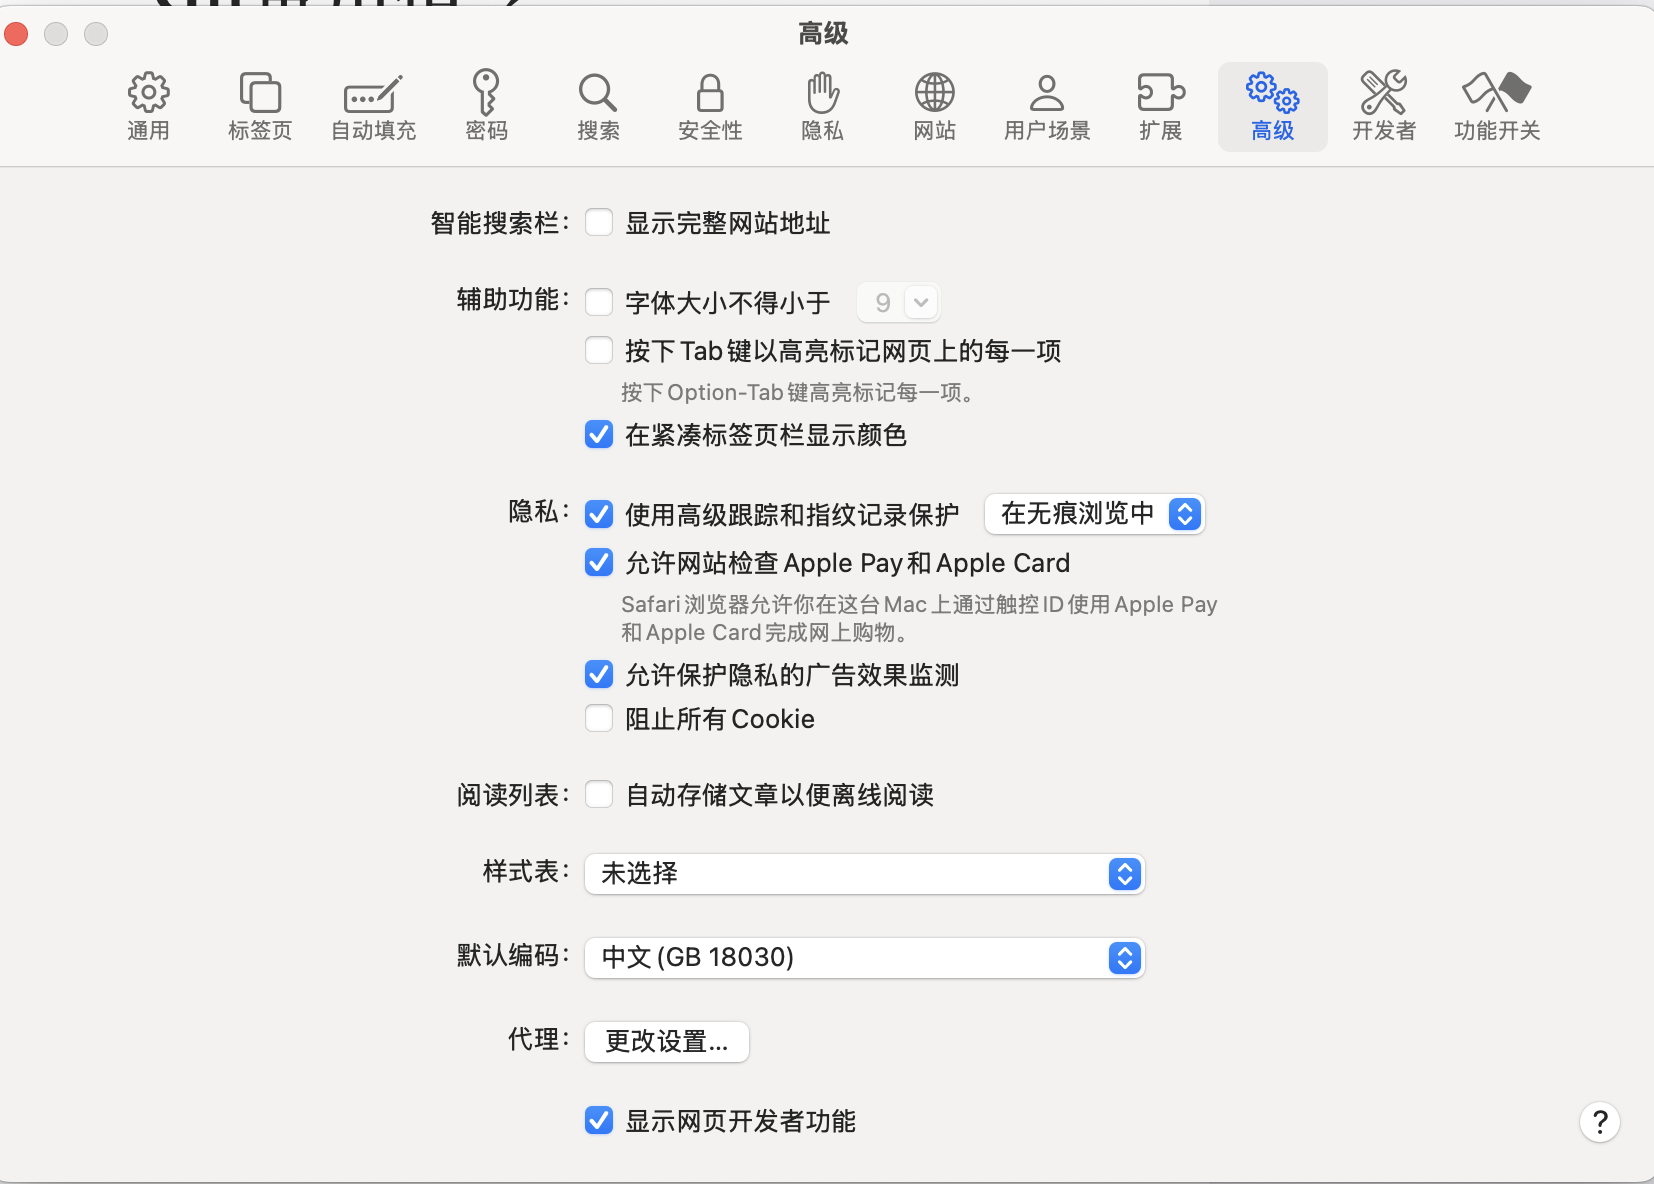 高级
通用 标签页 自动填充 密码 搜索 安全性 隐私 网站 用户场景 扩展 高级 开发者 功能开关
智能搜索栏： 显示完整网站地址
辅助功能： 字体大小不得小于 9
按下 Tab 键以高亮标记网页上的每一项
按下 Option-Tab 键高亮标记每一项。
在紧凑标签页栏显示颜色
隐私： 使用高级跟踪和指纹记录保护 在无痕浏览中
允许网站检查 Apple Pay 和 Apple Card
Safari 浏览器允许你在这台 Mac 上通过触控 ID 使用 Apple Pay
和 Apple Card 完成网上购物。
允许保护隐私的广告效果监测
阻止所有 Cookie
阅读列表： 自动存储文章以便离线阅读
样式表： 未选择
默认编码： 中文 (GB 18030)
代理： 更改设置...
显示网页开发者功能
?